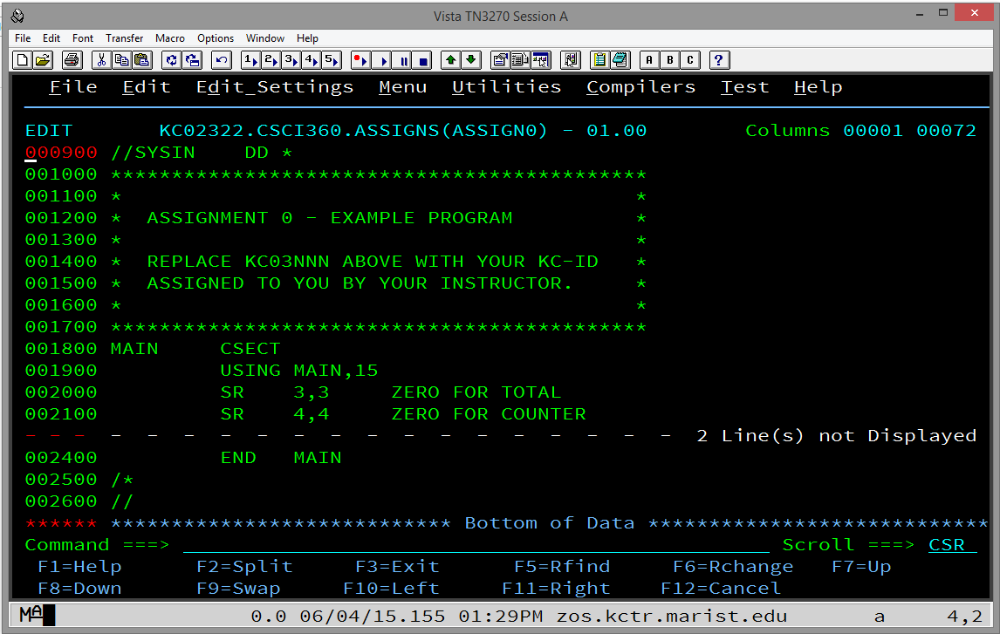 Vista TN3270 Session A
File Edit Font Transfer Macro Options Window Help
1 2 3 4 5 A B C ?
File Edit Edit_Settings Menu Utilities Compilers Test Help
EDIT KC02322.CSCI360.ASSIGNS(ASSIGN0) - 01.00 Columns 00001 00072
000900 //SYSIN DD *
001000 ********************************************
001100 * *
001200 * ASSIGNMENT 0 - EXAMPLE PROGRAM *
001300 * *
001400 * REPLACE KC03NNN ABOVE WITH YOUR KC-ID *
001500 * ASSIGNED TO YOU BY YOUR INSTRUCTOR. *
001600 * *
001700 ********************************************
001800 MAIN CSECT
001900 USING MAIN,15
002000 SR 3,3 ZERO FOR TOTAL
002100 SR 4,4 ZERO FOR COUNTER
- - - - - - - - - - - - - - - - - - - 2 Line(s) not Displayed
002400 END MAIN
002500 /*
002600 //
****** **************************** Bottom of Data ****************************
Command ===> Scroll ===> CSR
F1=Help F2=Split F3=Exit F5=Rfind F6=Rchange F7=Up
F8=Down F9=Swap F10=Left F11=Right F12=Cancel
MA 0.0 06/04/15.155 01:29PM zos.kctr.marist.edu a 4,2